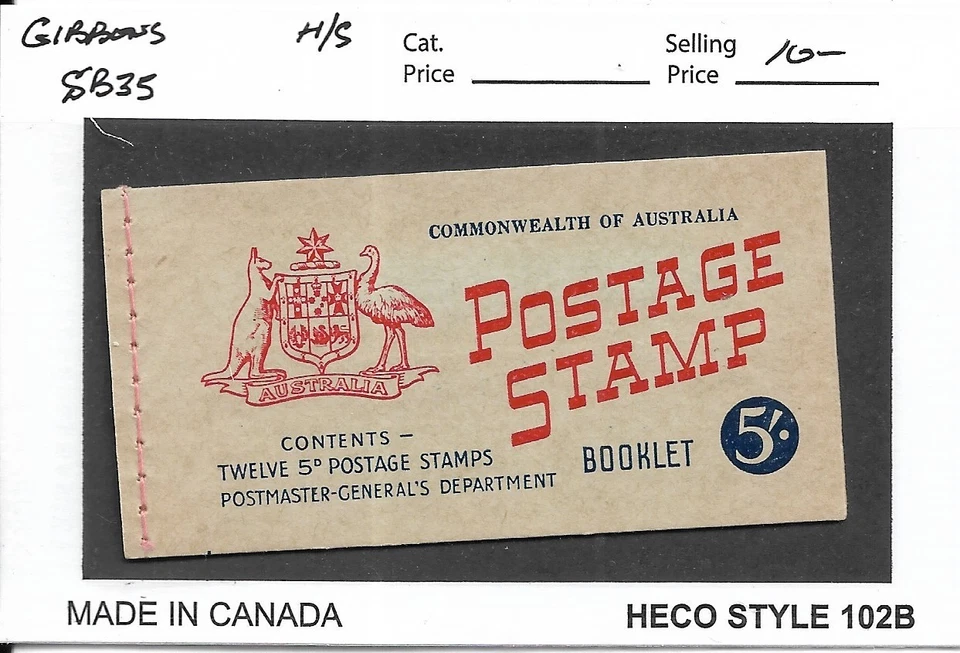 GIBBONS H/S
SB35
Cat.
Price
Selling
Price 10-
COMMONWEALTH OF AUSTRALIA
POSTAGE
STAMP
BOOKLET 5/-
AUSTRALIA
CONTENTS —
TWELVE 5D POSTAGE STAMPS
POSTMASTER-GENERAL'S DEPARTMENT
MADE IN CANADA
HECO STYLE 102B